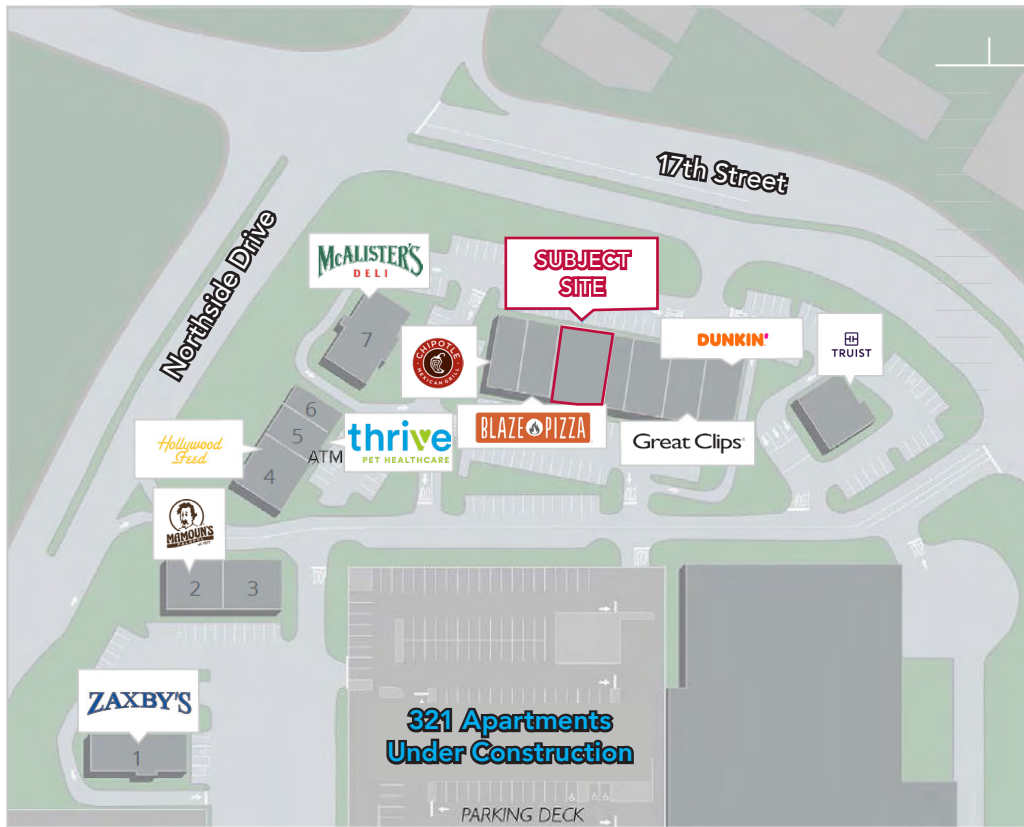 17th Street
Northside Drive
McALISTER'S
DELI
SUBJECT
SITE
7
CHIPOTLE
MEXICAN GRILL
DUNKIN'
TRUIST
6
5
4
ATM
thrive
PET HEALTHCARE
BLAZE PIZZA
Great Clips
Hollywood
Feed
MAMOUN'S
FALAFEL
2
3
STOP
ZAXBY'S
1
321 Apartments
Under Construction
PARKING DECK